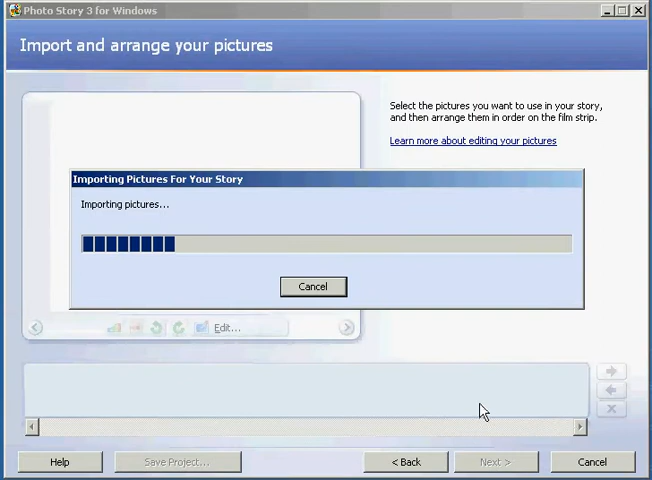 Photo Story 3 for Windows
Import and arrange your pictures
Select the pictures you want to use in your story,
and then arrange them in order on the film strip.
Learn more about editing your pictures
Importing Pictures For Your Story
Importing pictures...
Cancel
Edit...
Help
Save Project...
< Back
Next >
Cancel